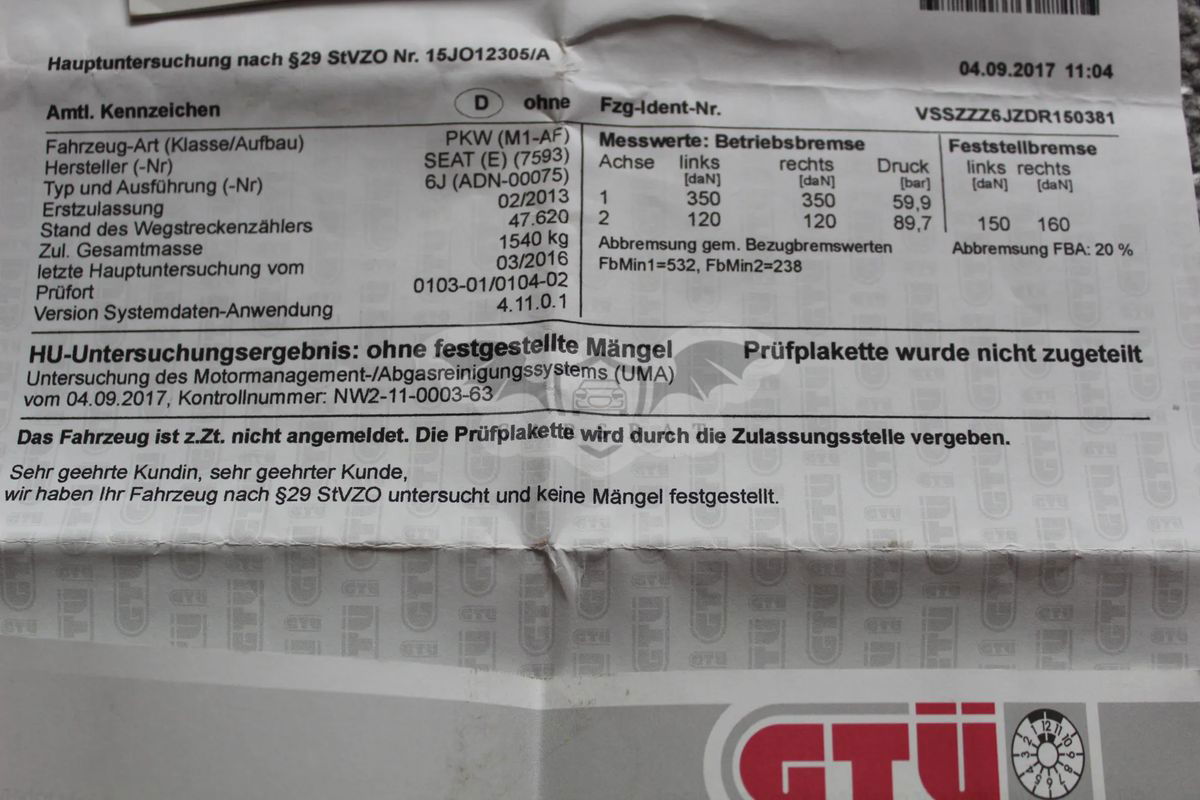 Hauptuntersuchung nach §29 StVZO Nr. 15JO12305/A
04.09.2017 11:04
Amtl. Kennzeichen D ohne Fzg-Ident-Nr. VSSZZZ6JZDR150381
Fahrzeug-Art (Klasse/Aufbau) PKW (M1-AF)
Hersteller (-Nr) SEAT (E) (7593)
Typ und Ausführung (-Nr) 6J (ADN-00075)
Erstzulassung 02/2013
Stand des Wegstreckenzählers 47.620
Zul. Gesamtmasse 1540 kg
letzte Hauptuntersuchung vom 03/2016
Prüfort 0103-01/0104-02
Version Systemdaten-Anwendung 4.11.0.1
Messwerte: Betriebsbremse
Achse links rechts Druck
[daN] [daN] [bar]
1 350 350 59,9
2 120 120 89,7
Abbremsung gem. Bezugbremswerten
FbMin1=532, FbMin2=238
Feststellbremse
links rechts
[daN] [daN]
150 160
Abbremsung FBA: 20 %
HU-Untersuchungsergebnis: ohne festgestellte Mängel Prüfplakette wurde nicht zugeteilt
Untersuchung des Motormanagement-/Abgasreinigungssystems (UMA)
vom 04.09.2017, Kontrollnummer: NW2-11-0003-63
Das Fahrzeug ist z.Zt. nicht angemeldet. Die Prüfplakette wird durch die Zulassungsstelle vergeben.
Sehr geehrte Kundin, sehr geehrter Kunde,
wir haben Ihr Fahrzeug nach §29 StVZO untersucht und keine Mängel festgestellt.
GTÜ